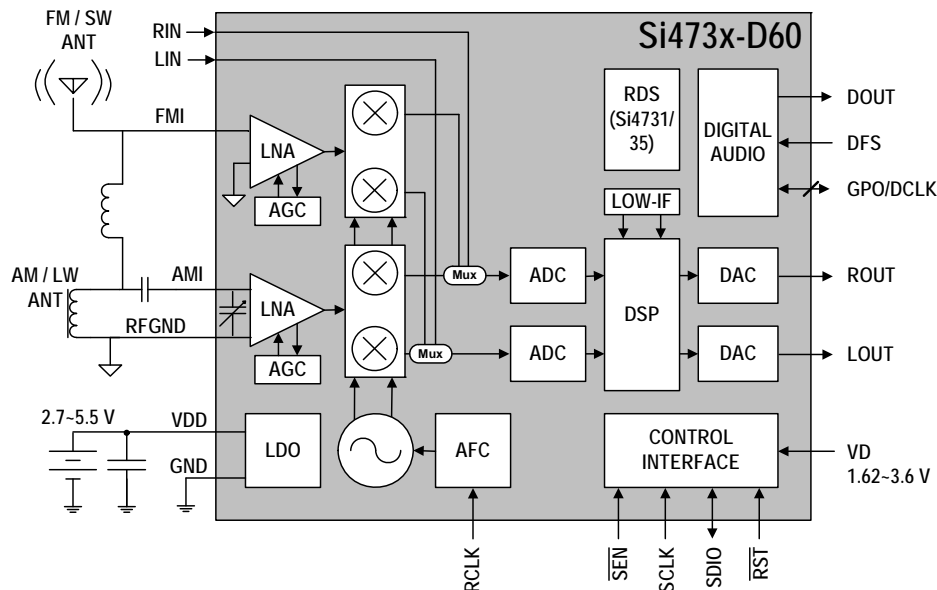 FM / SW
ANT
RIN
LIN
Si473x-D60
FMI
LNA
AGC
RDS
(Si4731/
35)
DIGITAL
AUDIO
DOUT
DFS
GPO/DCLK
LOW-IF
AM / LW
ANT
AMI
RFGND
LNA
AGC
Mux
Mux
ADC
ADC
DSP
DAC
DAC
ROUT
LOUT
2.7~5.5 V
VDD
GND
LDO
AFC
CONTROL
INTERFACE
VD
1.62~3.6 V
RCLK
SEN
SCLK
SDIO
RST